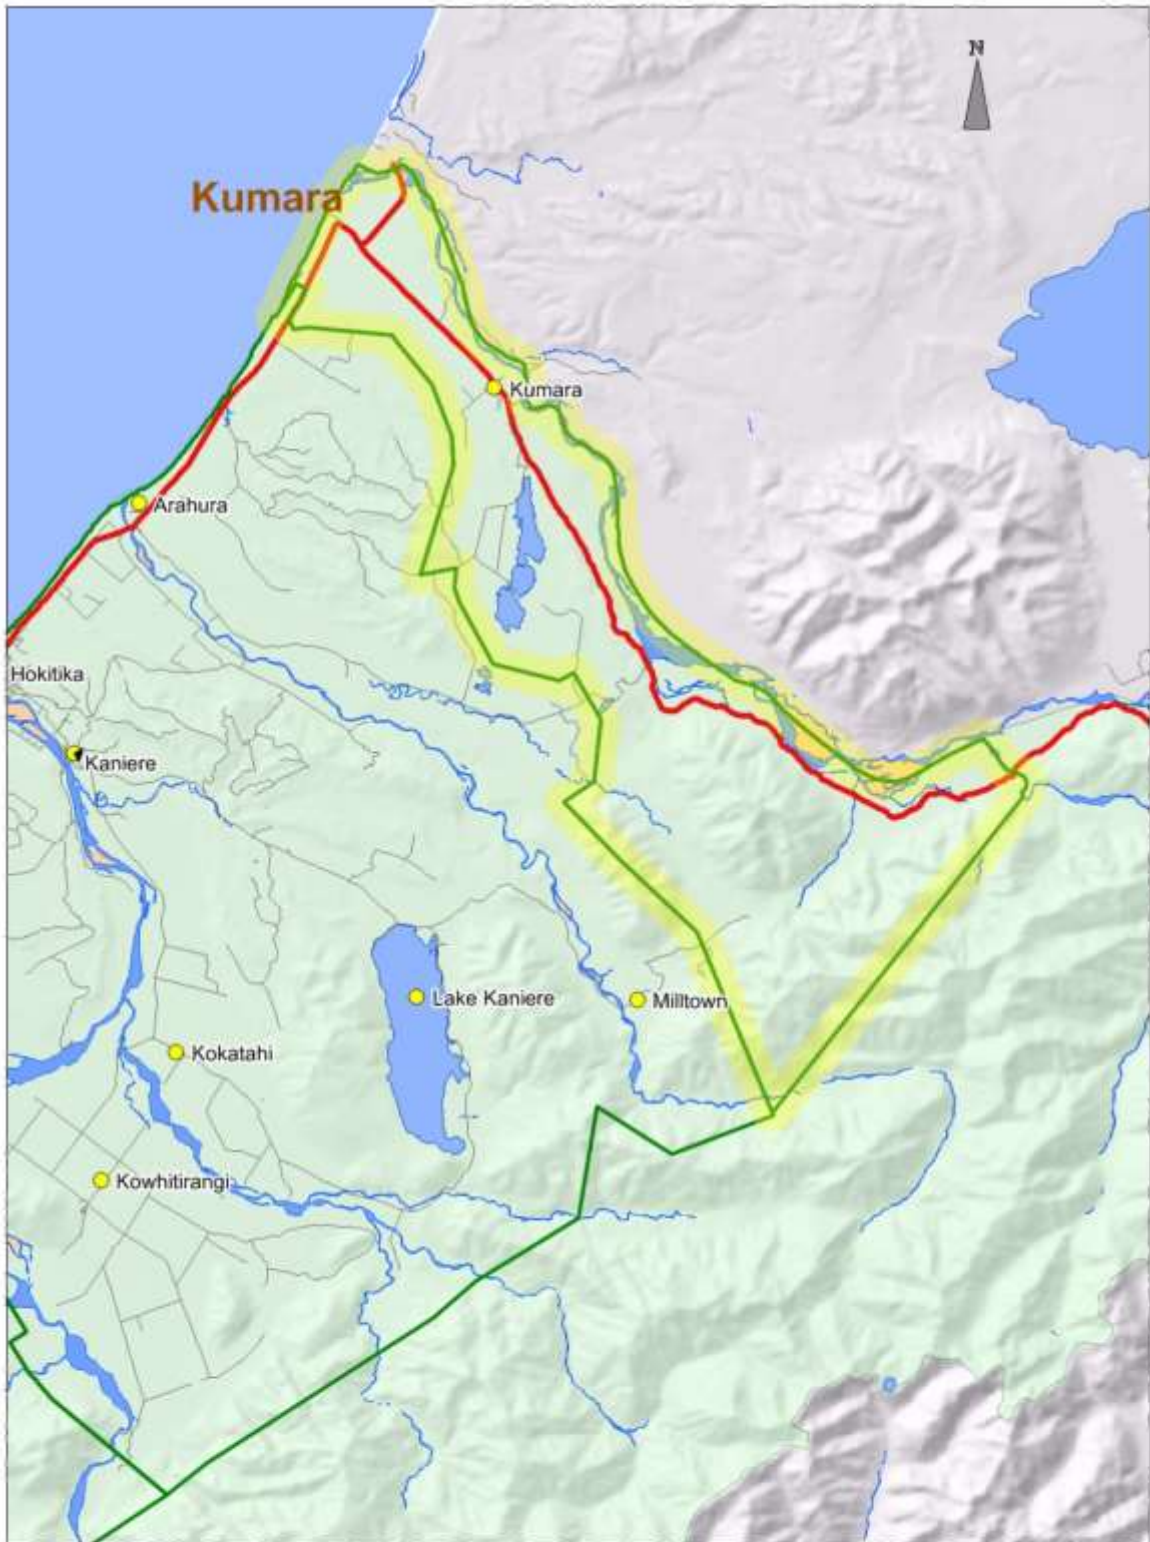 N
Kumara
Kumara
Arahura
Hokitika
Kaniere
Lake Kaniere
Milltown
Kokatahi
Kowhitirangi